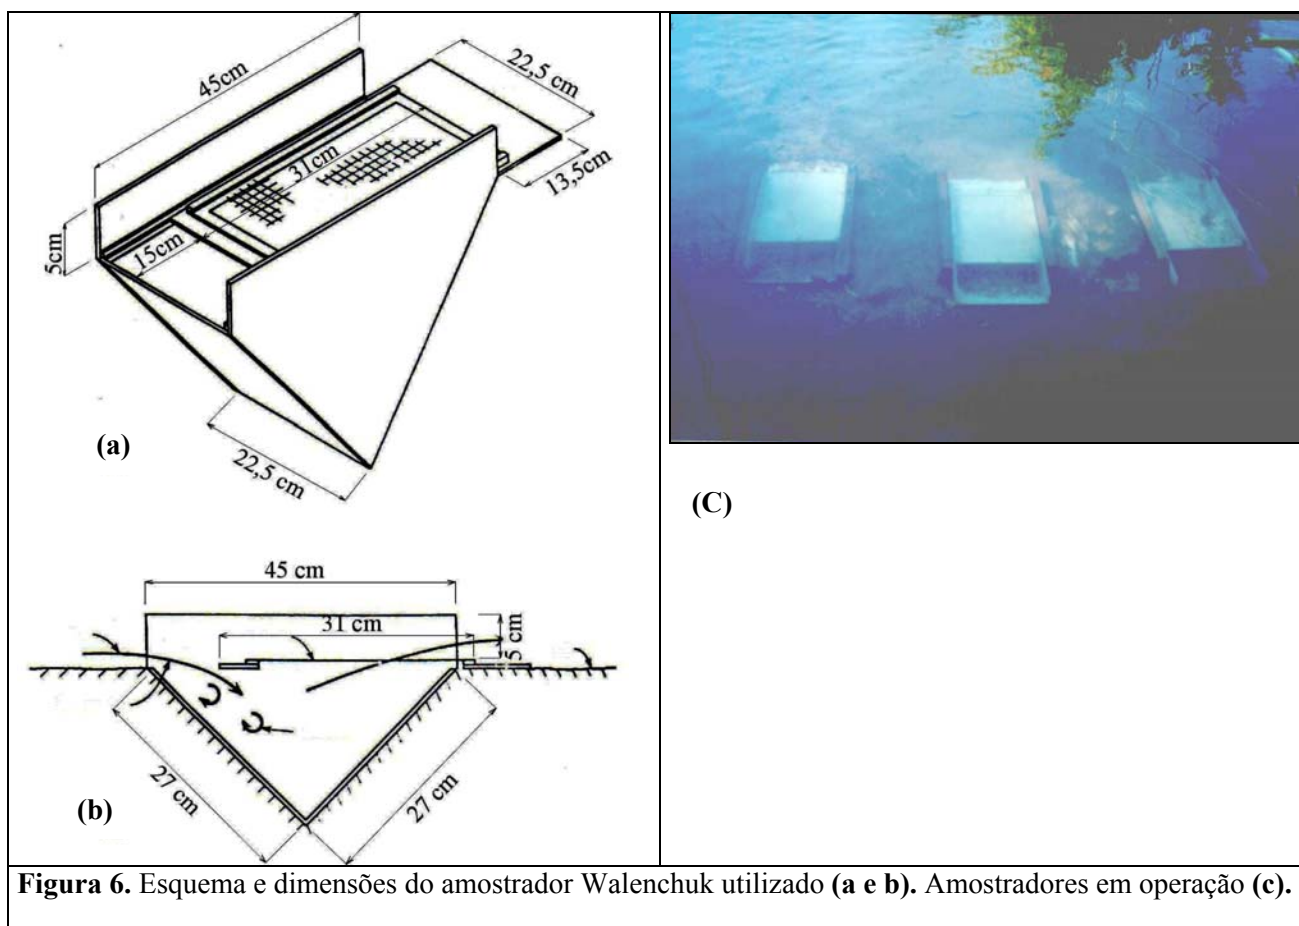 45cm
22,5 cm
31cm
13,5cm
15cm
5cm
22,5 cm
(a)
45 cm
31 cm
5 cm
27 cm
27 cm
(b)
(C)
Figura 6. Esquema e dimensões do amostrador Walenchuk utilizado (a e b). Amostradores em operação (c).